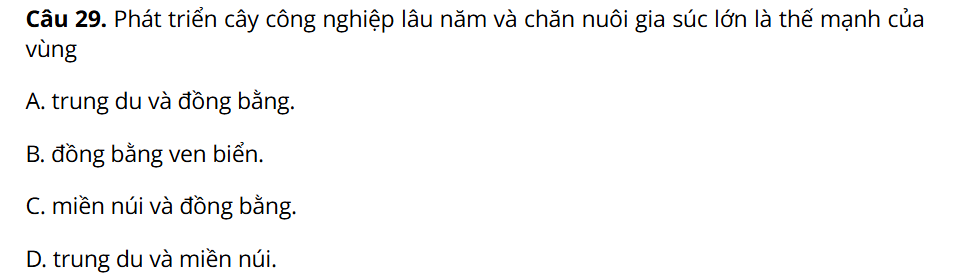 Câu 29. Phát triển cây công nghiệp lâu năm và chăn nuôi gia súc lớn là thế mạnh của
vùng
A. trung du và đồng bằng.
B. đồng bằng ven biển.
C. miền núi và đồng bằng.
D. trung du và miền núi.